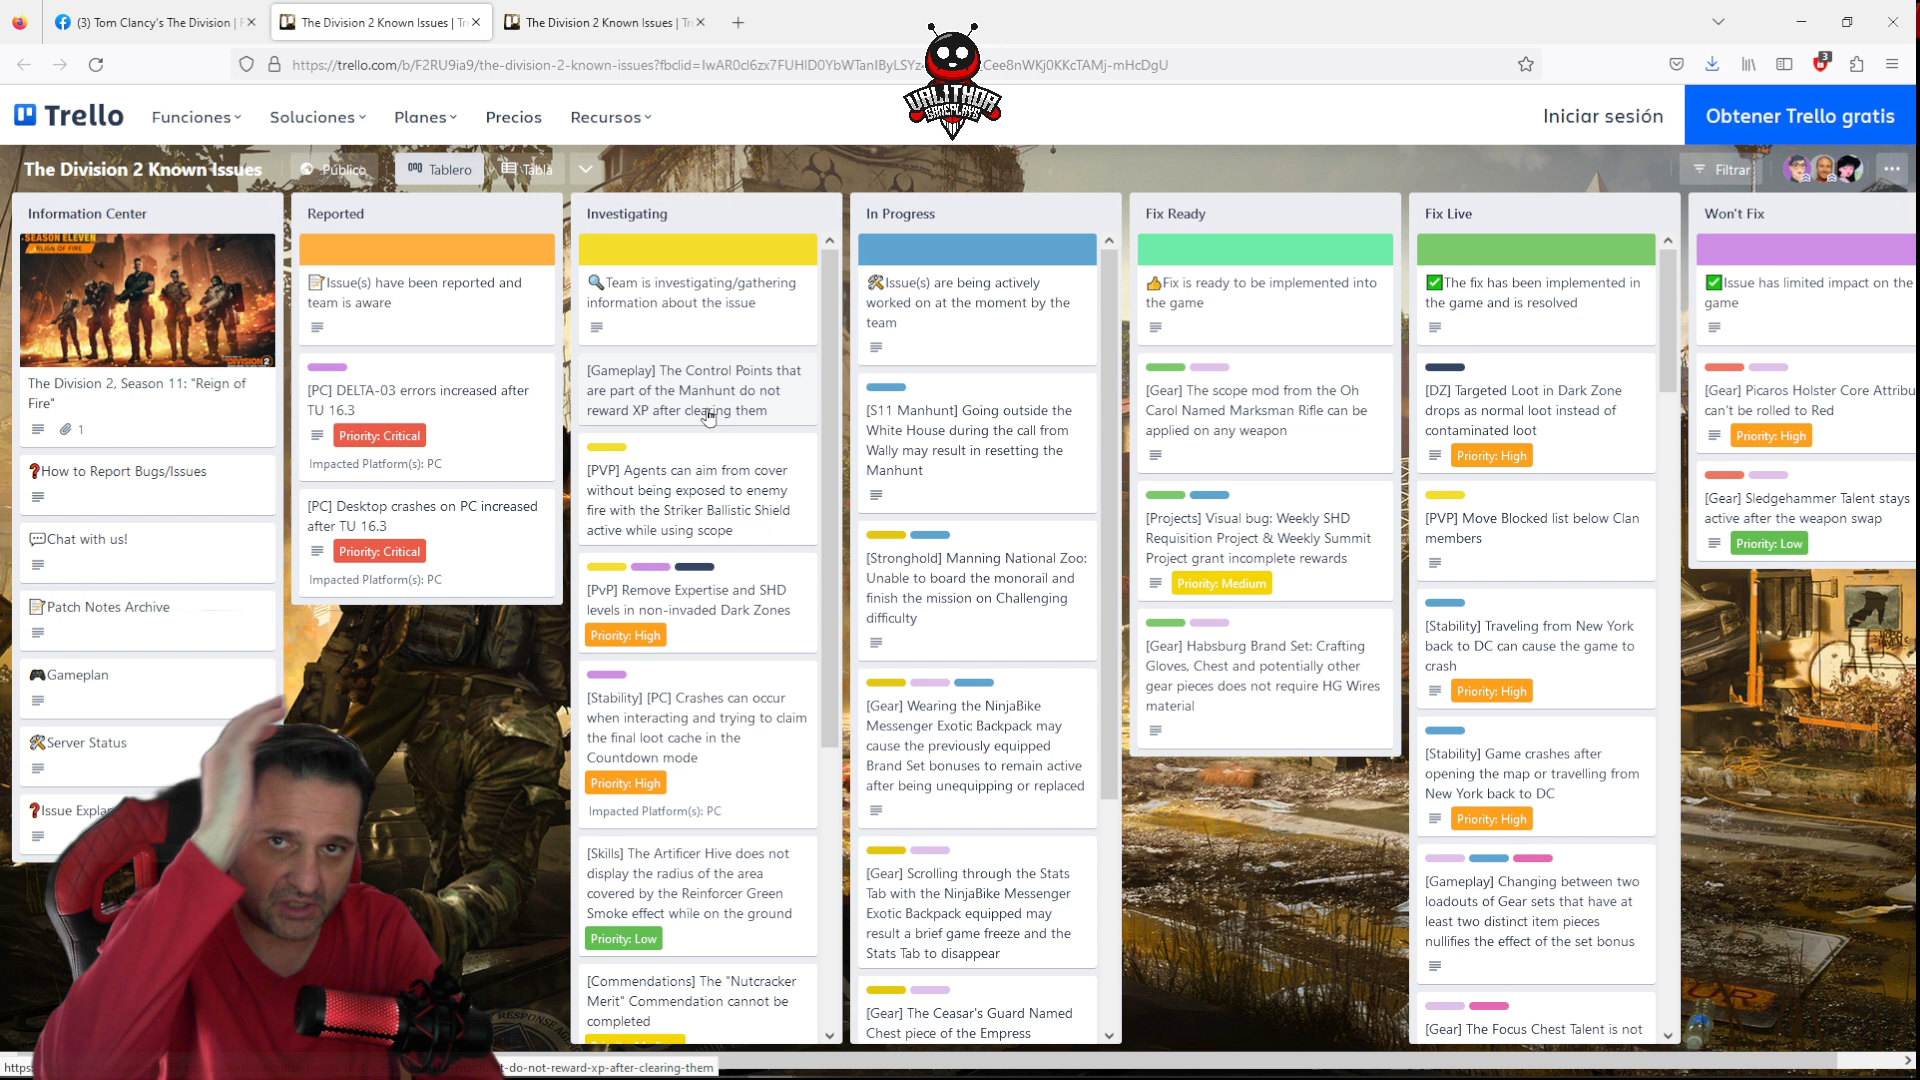 (3) Tom Clancy's The Division | F
The Division 2 Known Issues | Tr
The Division 2 Known Issues | Tr
https://trello.com/b/F2RU9ia9/the-division-2-known-issues?fbclid=IwAR0cl6zx7FUHlD0YbWTanIByLSYz
Cee8nWKj0KKcTAMj-mHcDgU
3
VALITHOR
GAMEPLAYS
Trello
Funciones
Soluciones
Planes
Precios
Recursos
Iniciar sesión
Obtener Trello gratis
The Division 2 Known Issues
Público
Tablero
Tabla
Filtrar
Information Center
SEASON ELEVEN
REIGN OF FIRE
DIVISION 2
The Division 2, Season 11: "Reign of
Fire"
1
How to Report Bugs/Issues
Chat with us!
Patch Notes Archive
Gameplan
Server Status
Issue Explan
Reported
Issue(s) have been reported and
team is aware
[PC] DELTA-03 errors increased after
TU 16.3
Priority: Critical
Impacted Platform(s): PC
[PC] Desktop crashes on PC increased
after TU 16.3
Priority: Critical
Impacted Platform(s): PC
Investigating
Team is investigating/gathering
information about the issue
[Gameplay] The Control Points that
are part of the Manhunt do not
reward XP after clearing them
[PVP] Agents can aim from cover
without being exposed to enemy
fire with the Striker Ballistic Shield
active while using scope
[PvP] Remove Expertise and SHD
levels in non-invaded Dark Zones
Priority: High
[Stability] [PC] Crashes can occur
when interacting and trying to claim
the final loot cache in the
Countdown mode
Priority: High
Impacted Platform(s): PC
[Skills] The Artificer Hive does not
display the radius of the area
covered by the Reinforcer Green
Smoke effect while on the ground
Priority: Low
[Commendations] The "Nutcracker
Merit" Commendation cannot be
completed
In Progress
Issue(s) are being actively
worked on at the moment by the
team
[S11 Manhunt] Going outside the
White House during the call from
Wally may result in resetting the
Manhunt
[Stronghold] Manning National Zoo:
Unable to board the monorail and
finish the mission on Challenging
difficulty
[Gear] Wearing the NinjaBike
Messenger Exotic Backpack may
cause the previously equipped
Brand Set bonuses to remain active
after being unequipping or replaced
[Gear] Scrolling through the Stats
Tab with the NinjaBike Messenger
Exotic Backpack equipped may
result a brief game freeze and the
Stats Tab to disappear
[Gear] The Ceasar's Guard Named
Chest piece of the Empress
Fix Ready
Fix is ready to be implemented into
the game
[Gear] The scope mod from the Oh
Carol Named Marksman Rifle can be
applied on any weapon
[Projects] Visual bug: Weekly SHD
Requisition Project & Weekly Summit
Project grant incomplete rewards
Priority: Medium
[Gear] Habsburg Brand Set: Crafting
Gloves, Chest and potentially other
gear pieces does not require HG Wires
material
Fix Live
The fix has been implemented in
the game and is resolved
[DZ] Targeted Loot in Dark Zone
drops as normal loot instead of
contaminated loot
Priority: High
[PVP] Move Blocked list below Clan
members
[Stability] Traveling from New York
back to DC can cause the game to
crash
Priority: High
[Stability] Game crashes after
opening the map or travelling from
New York back to DC
Priority: High
[Gameplay] Changing between two
loadouts of Gear sets that have at
least two distinct item pieces
nullifies the effect of the set bonus
[Gear] The Focus Chest Talent is not
Won't Fix
Issue has limited impact on the
game
[Gear] Picaros Holster Core Attribu
can't be rolled to Red
Priority: High
[Gear] Sledgehammer Talent stays
active after the weapon swap
Priority: Low
https:
-do-not-reward-xp-after-clearing-them